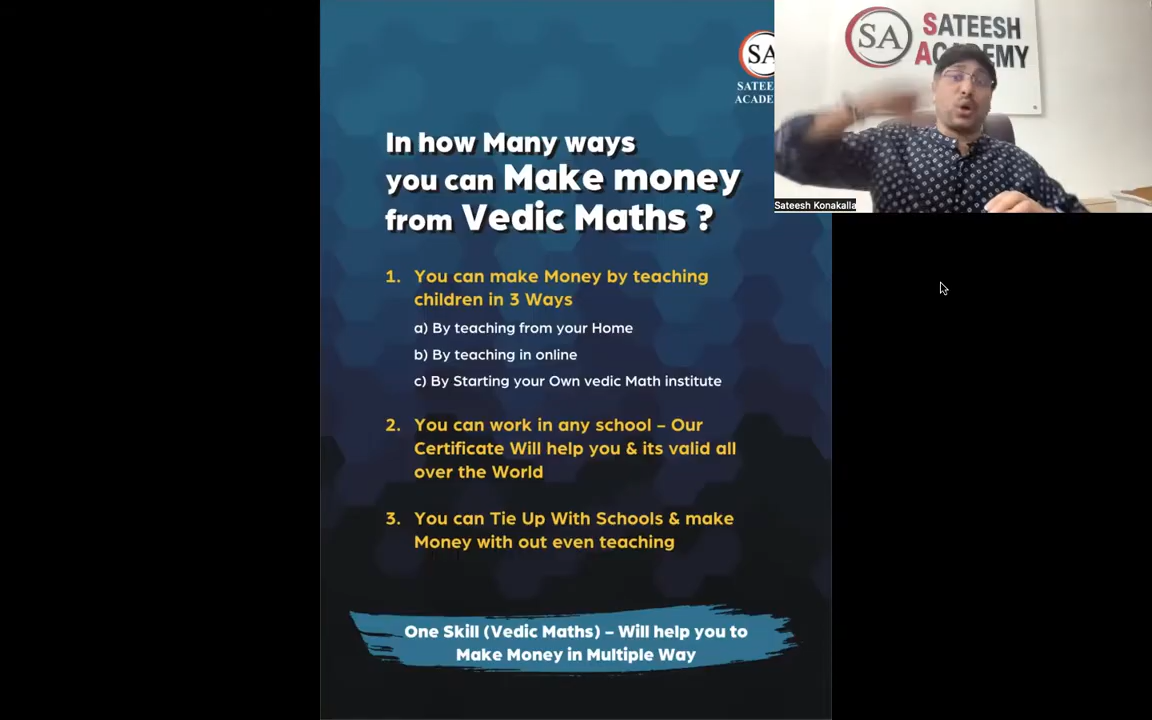 SA
SATEESH
ACADEMY
SA
In how Many ways
you can Make money
from Vedic Maths ?
1. You can make Money by teaching
children in 3 Ways
a) By teaching from your Home
b) By teaching in online
c) By Starting your Own vedic Math institute
2. You can work in any school – Our
Certificate Will help you & its valid all
over the World
3. You can Tie Up With Schools & make
Money with out even teaching
One Skill (Vedic Maths) – Will help you to
Make Money in Multiple Way
Sateesh Konakalla